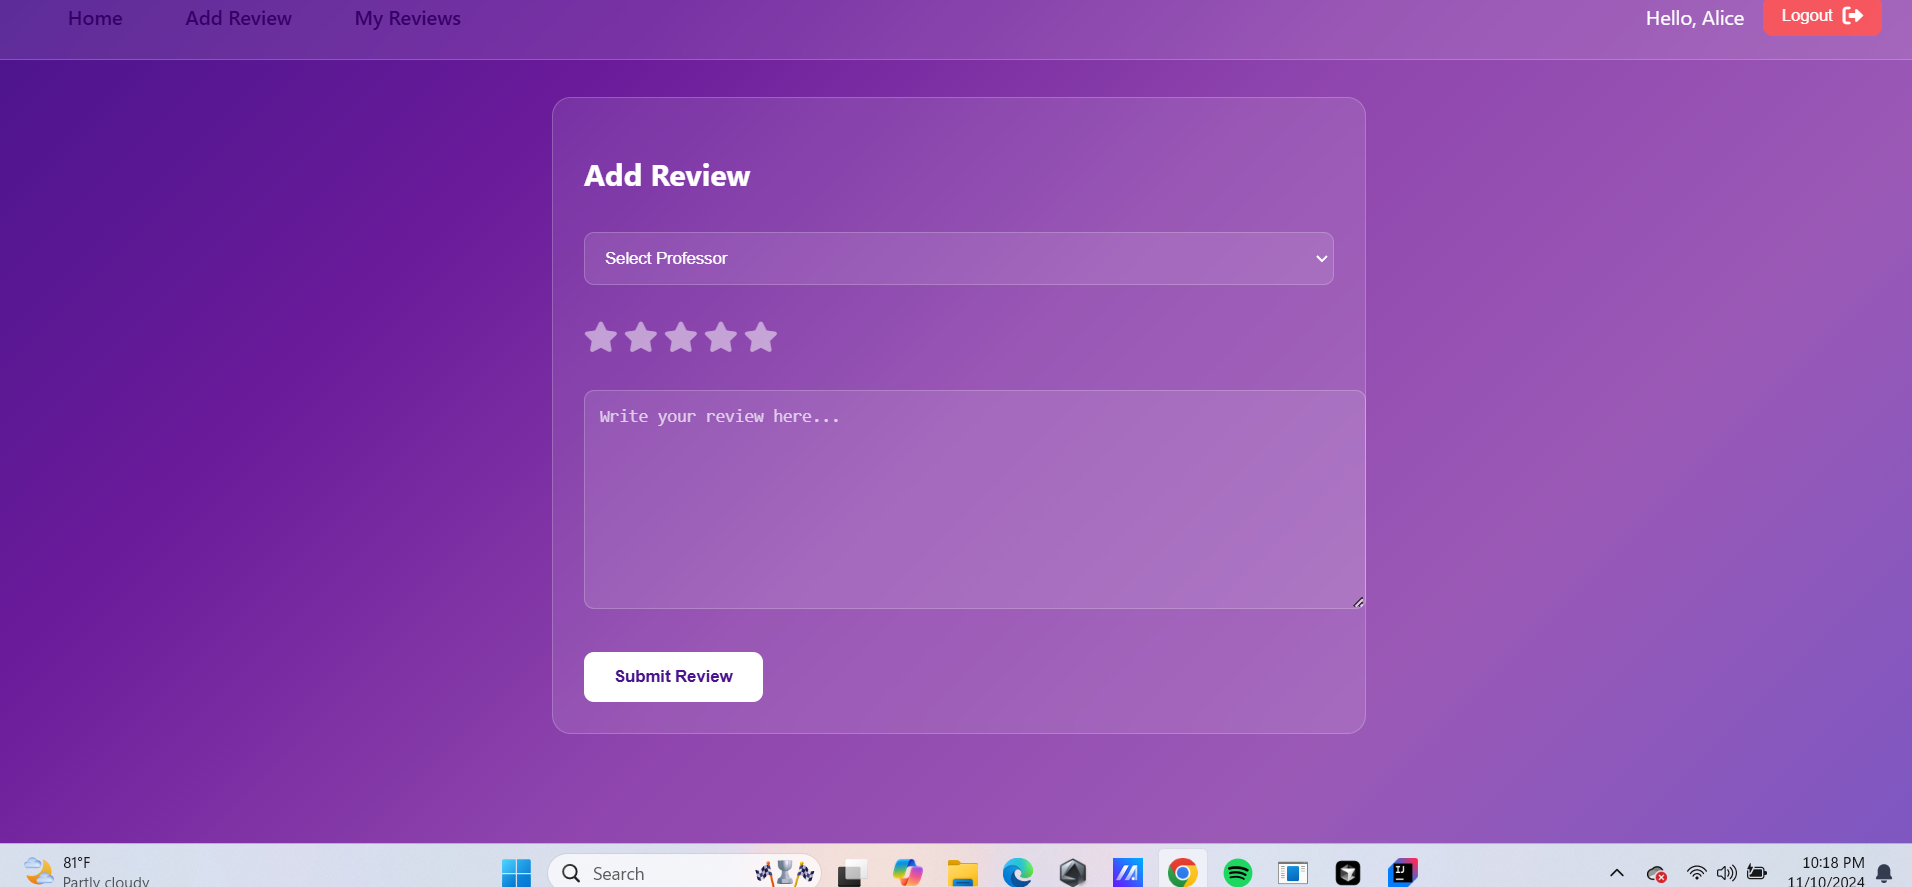 Home Add Review My Reviews Hello, Alice Logout
Add Review
Select Professor
Write your review here...
Submit Review
81°F
Partly cloudy
Search
10:18 PM
11/10/2024